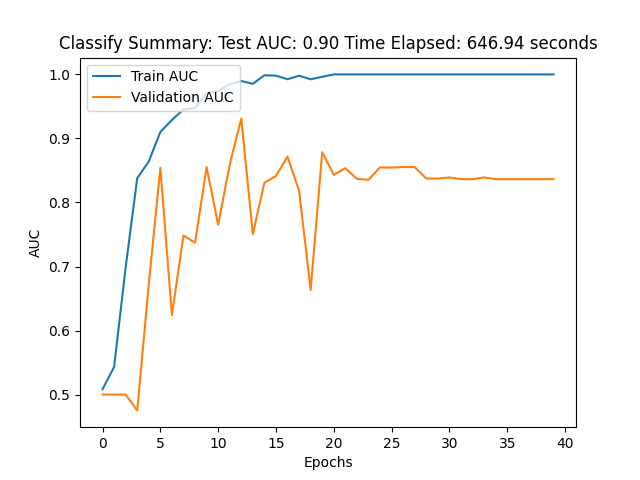 Classify Summary: Test AUC: 0.90 Time Elapsed: 646.94 seconds
Train AUC
Validation AUC
1.0
0.9
0.8
0.7
0.6
0.5
AUC
0 5 10 15 20 25 30 35 40
Epochs